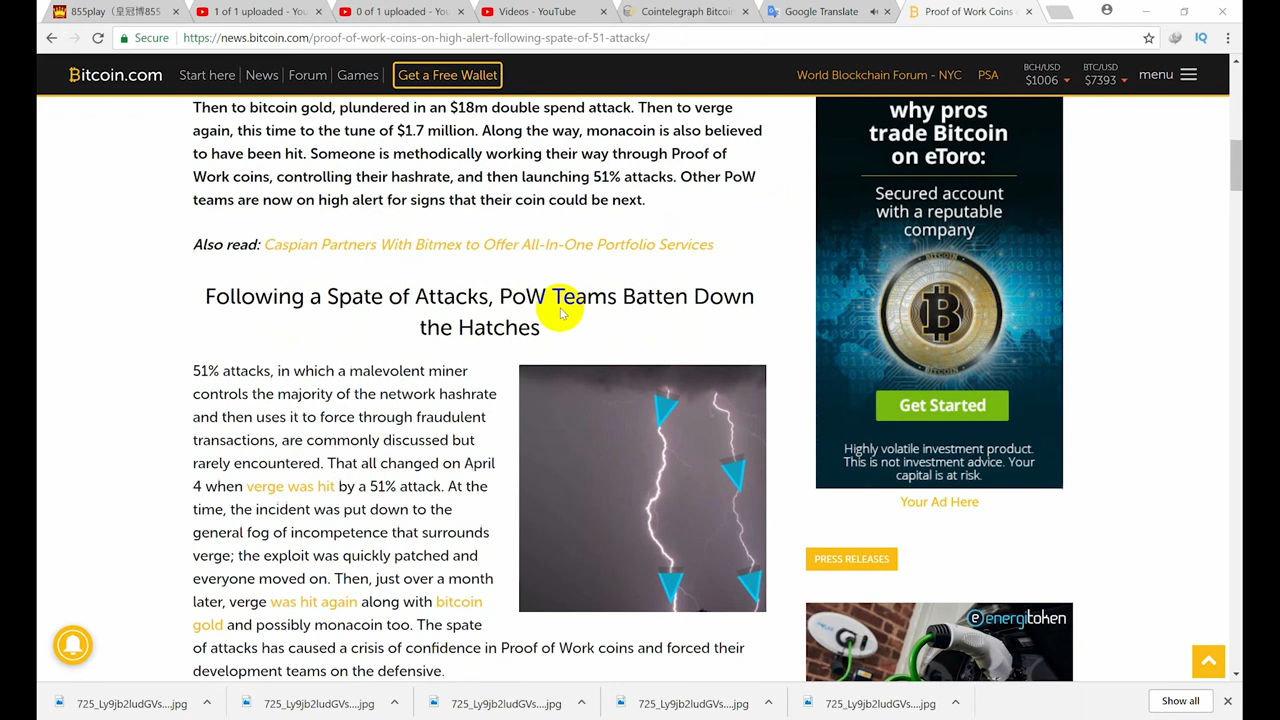 855play (皇冠博855
1 of 1 uploaded - YouTu
0 of 1 uploaded - YouTu
Videos - YouTube
Cointelegraph Bitcoin
Google Translate
Proof of Work Coins
Secure
https://news.bitcoin.com/proof-of-work-coins-on-high-alert-following-spate-of-51-attacks/
IQ
Bitcoin.com
Start here
News
Forum
Games
Get a Free Wallet
World Blockchain Forum - NYC
PSA
BCH/USD
$1006
BTC/USD
$7393
menu
Then to bitcoin gold, plundered in an $18m double spend attack. Then to verge
again, this time to the tune of $1.7 million. Along the way, monacoin is also believed
to have been hit. Someone is methodically working their way through Proof of
Work coins, controlling their hashrate, and then launching 51% attacks. Other PoW
teams are now on high alert for signs that their coin could be next.
Also read: Caspian Partners With Bitmex to Offer All-In-One Portfolio Services
Following a Spate of Attacks, PoW Teams Batten Down
the Hatches
51% attacks, in which a malevolent miner
controls the majority of the network hashrate
and then uses it to force through fraudulent
transactions, are commonly discussed but
rarely encountered. That all changed on April
4 when verge was hit by a 51% attack. At the
time, the incident was put down to the
general fog of incompetence that surrounds
verge; the exploit was quickly patched and
everyone moved on. Then, just over a month
later, verge was hit again along with bitcoin
gold and possibly monacoin too. The spate
of attacks has caused a crisis of confidence in Proof of Work coins and forced their
development teams on the defensive.
why pros
trade Bitcoin
on eToro:
Secured account
with a reputable
company
Get Started
Highly volatile investment product.
This is not investment advice. Your
capital is at risk.
Your Ad Here
PRESS RELEASES
energitoken
725_Ly9jb2ludGVs....jpg
725_Ly9jb2ludGVs....jpg
725_Ly9jb2ludGVs....jpg
725_Ly9jb2ludGVs....jpg
725_Ly9jb2ludGVs....jpg
Show all